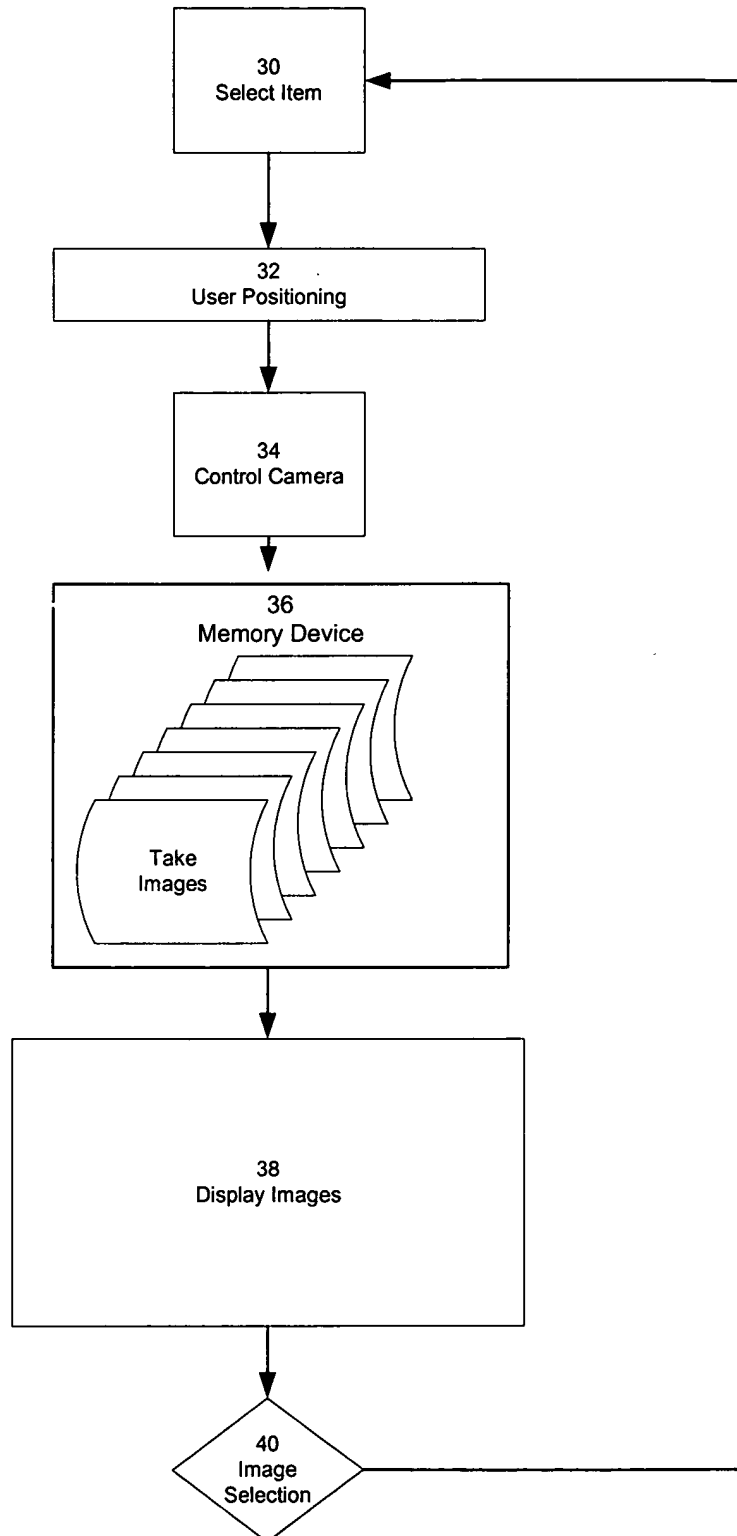 30
Select Item
32
User Positioning
34
Control Camera
36
Memory Device
Take
Images
38
Display Images
40
Image
Selection